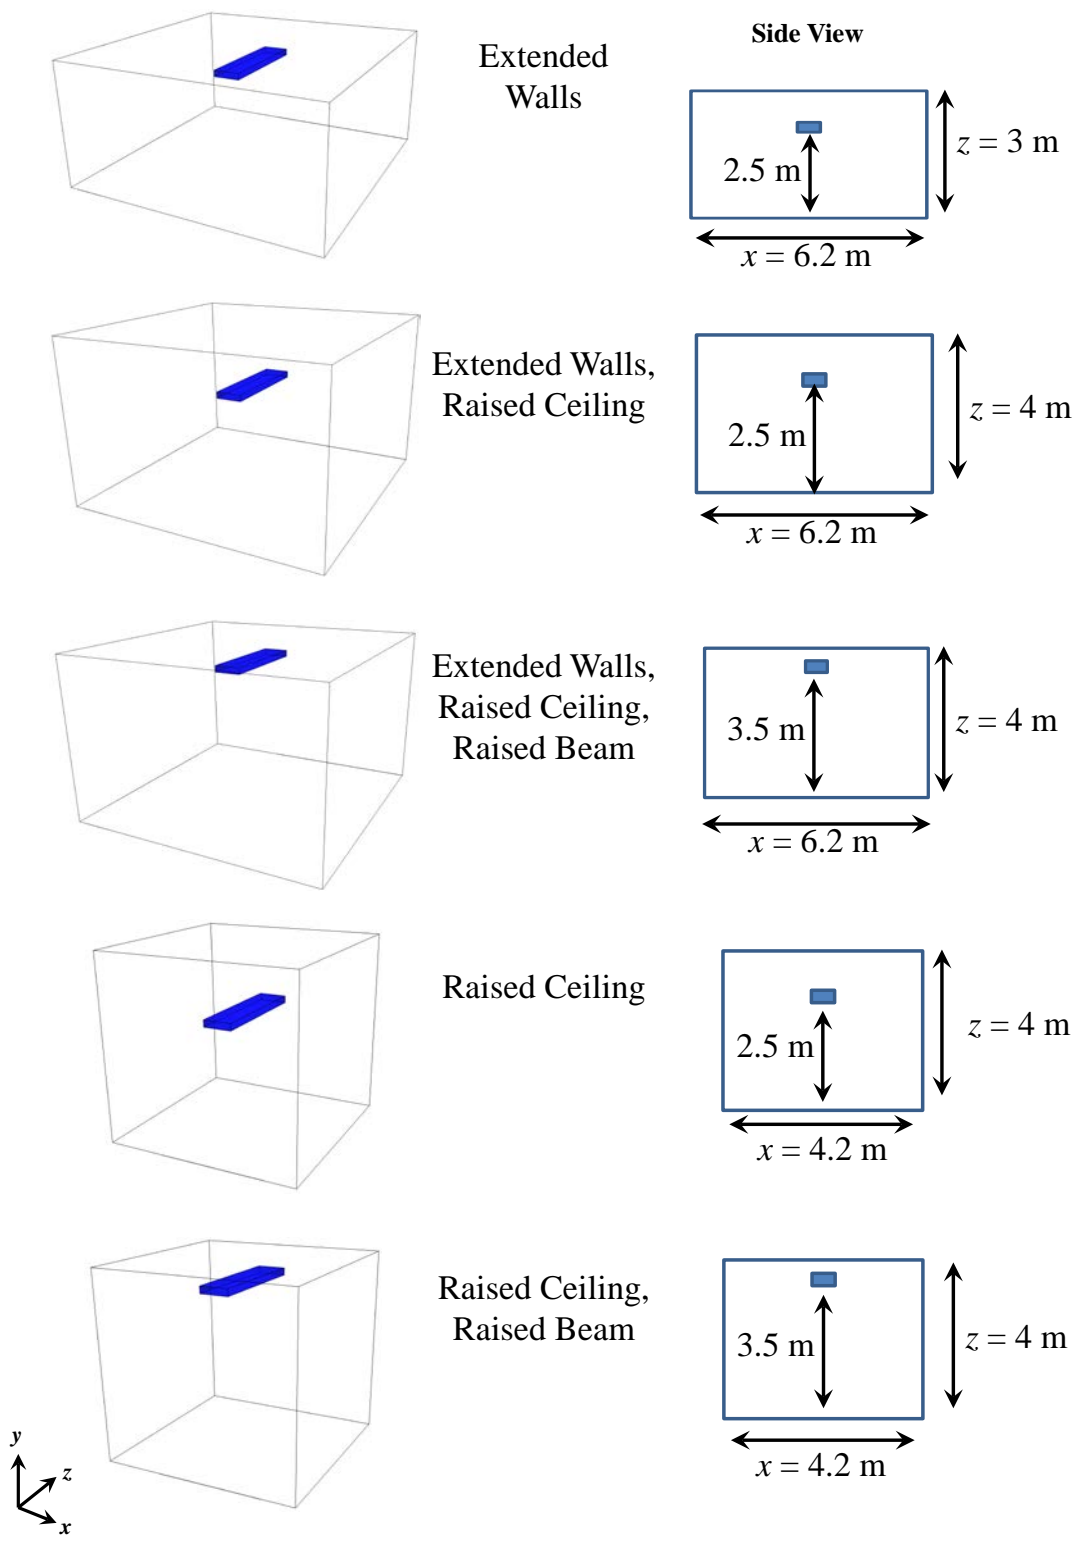 Side View
Extended
Walls
2.5 m
z = 3 m
x = 6.2 m
Extended Walls,
Raised Ceiling
2.5 m
z = 4 m
x = 6.2 m
Extended Walls,
Raised Ceiling,
Raised Beam
3.5 m
z = 4 m
x = 6.2 m
Raised Ceiling
2.5 m
z = 4 m
x = 4.2 m
Raised Ceiling,
Raised Beam
3.5 m
z = 4 m
x = 4.2 m
y
z
x